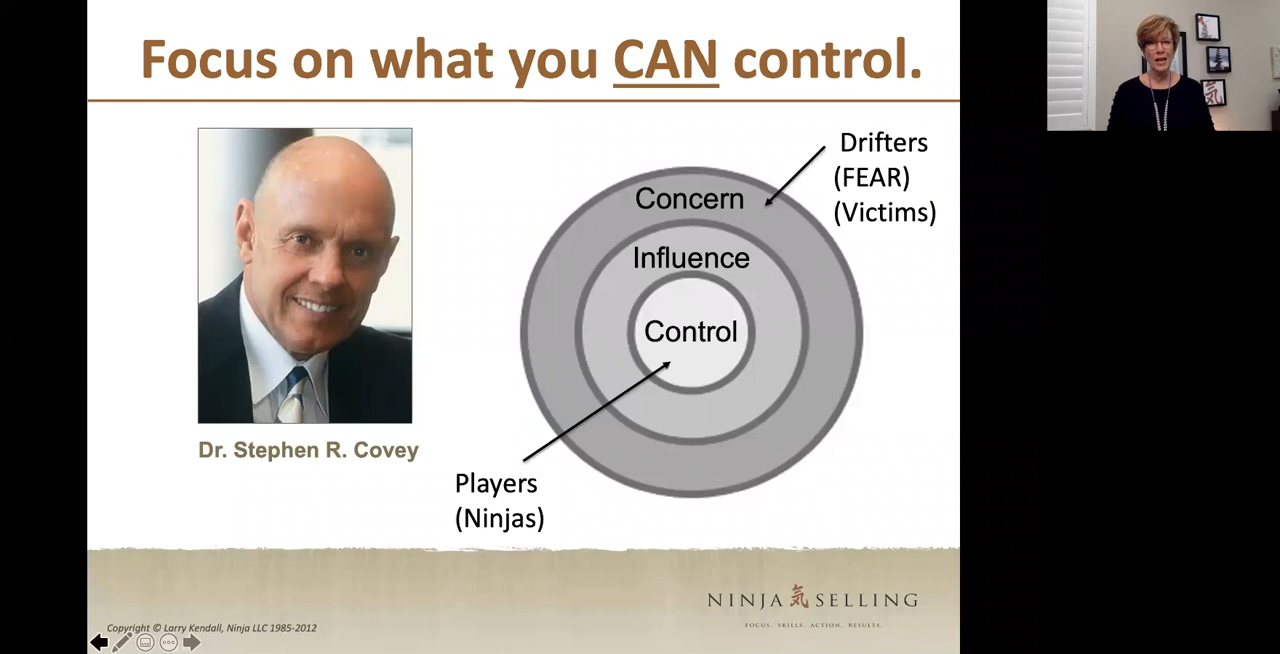 Focus on what you CAN control.
Drifters
(FEAR)
(Victims)
Concern
Influence
Control
Dr. Stephen R. Covey
Players
(Ninjas)
NINJA 気 SELLING
FOCUS. SKILLS. ACTION. RESULTS.
Copyright © Larry Kendall, Ninja LLC 1985-2012
気